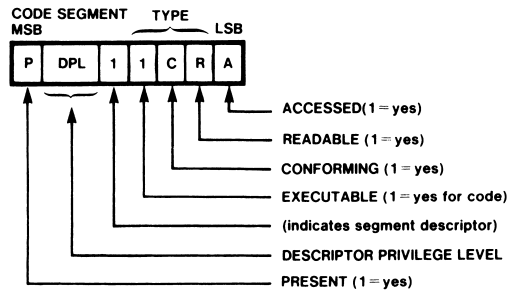 CODE SEGMENT TYPE
MSB LSB
P DPL 1 1 C R A
ACCESSED(1 = yes)
READABLE (1 = yes)
CONFORMING (1 = yes)
EXECUTABLE (1 = yes for code)
(indicates segment descriptor)
DESCRIPTOR PRIVILEGE LEVEL
PRESENT (1 = yes)